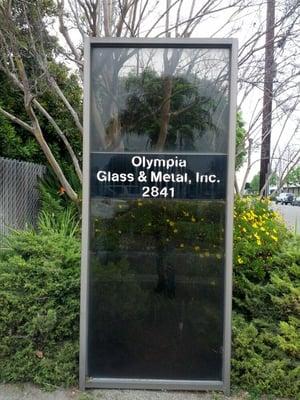 Olympia
Glass & Metal, Inc.
2841